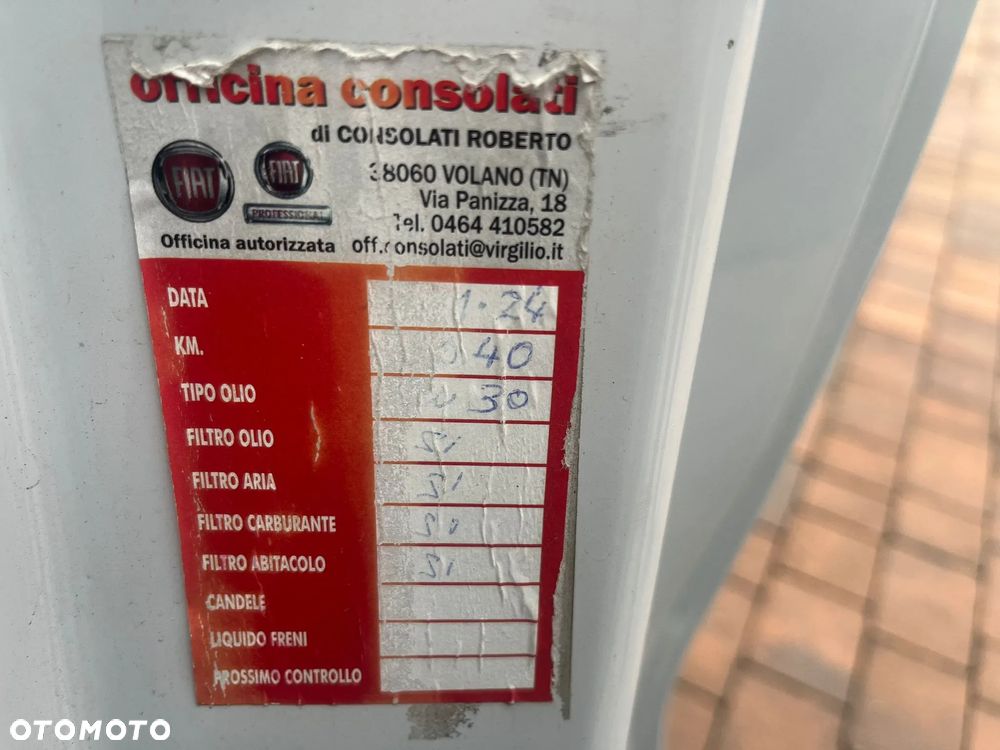 officina consolati
di CONSOLATI ROBERTO
38060 VOLANO (TN)
Via Panizza, 18
Tel. 0464 410582
off.consolati@virgilio.it
FIAT
FIAT
PROFESSIONAL
Officina autorizzata
DATA 1-24
KM. 40
TIPO OLIO 30
FILTRO OLIO Si
FILTRO ARIA Si
FILTRO CARBURANTE Si
FILTRO ABITACOLO Si
CANDELE
LIQUIDO FRENI
PROSSIMO CONTROLLO
OTOMOTO